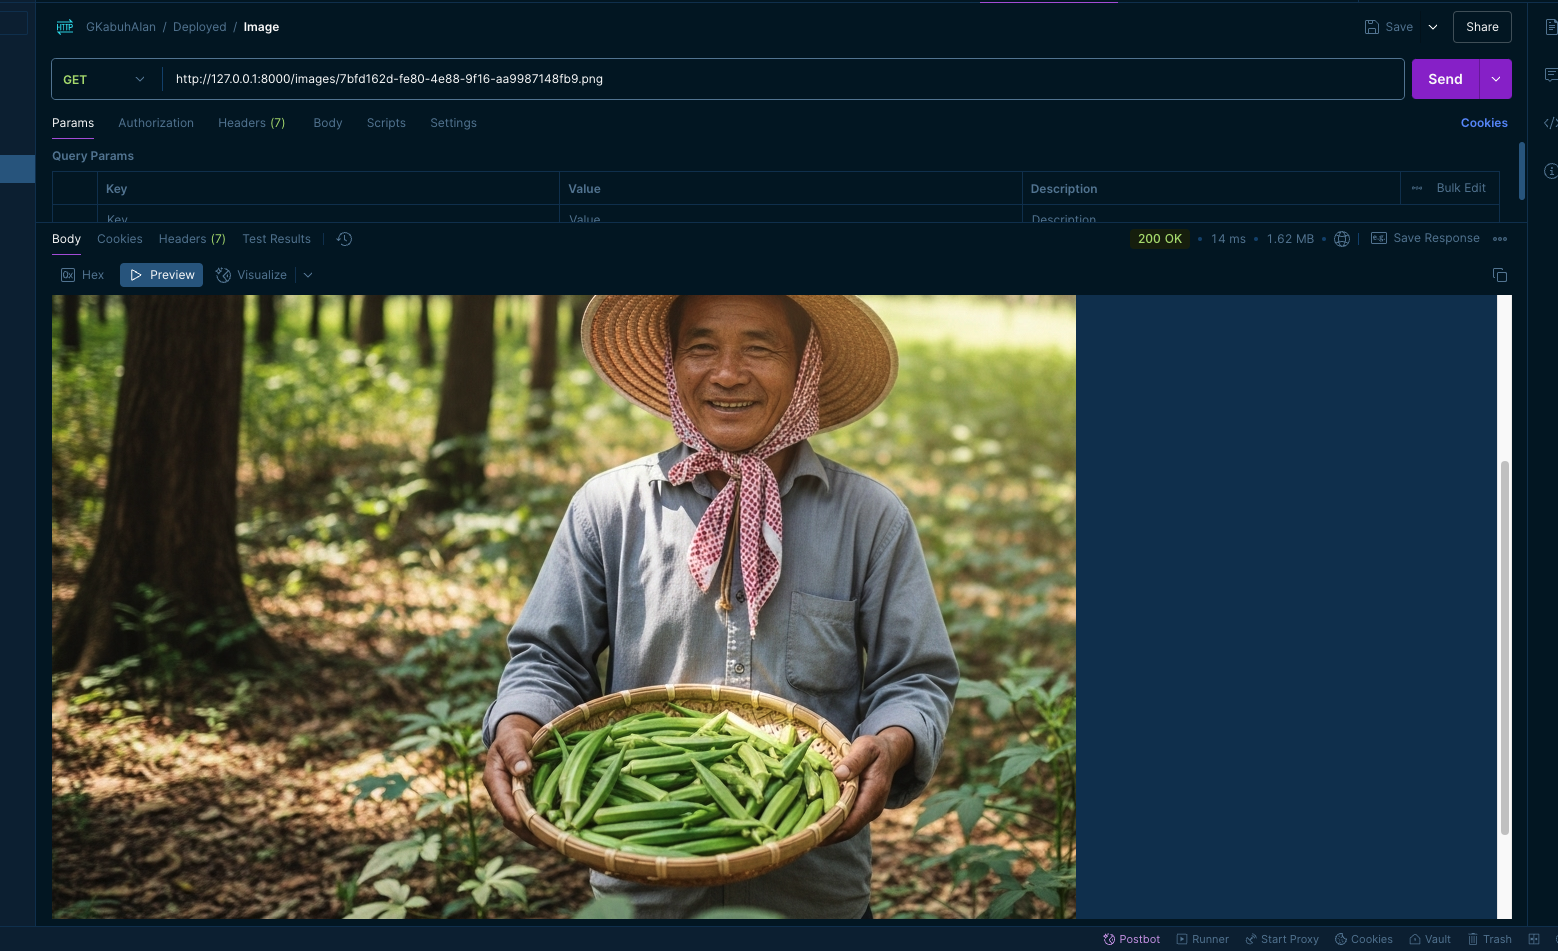 HTTP GKabuhAlan / Deployed / Image Save Share
GET http://127.0.0.1:8000/images/7bfd162d-fe80-4e88-9f16-aa9987148fb9.png Send
Params Authorization Headers (7) Body Scripts Settings Cookies
Query Params
Key Value Description Bulk Edit
Key Value Description
Body Cookies Headers (7) Test Results 200 OK • 14 ms • 1.62 MB • e.g. Save Response
0x Hex Preview Visualize
Postbot Runner Start Proxy Cookies Vault Trash